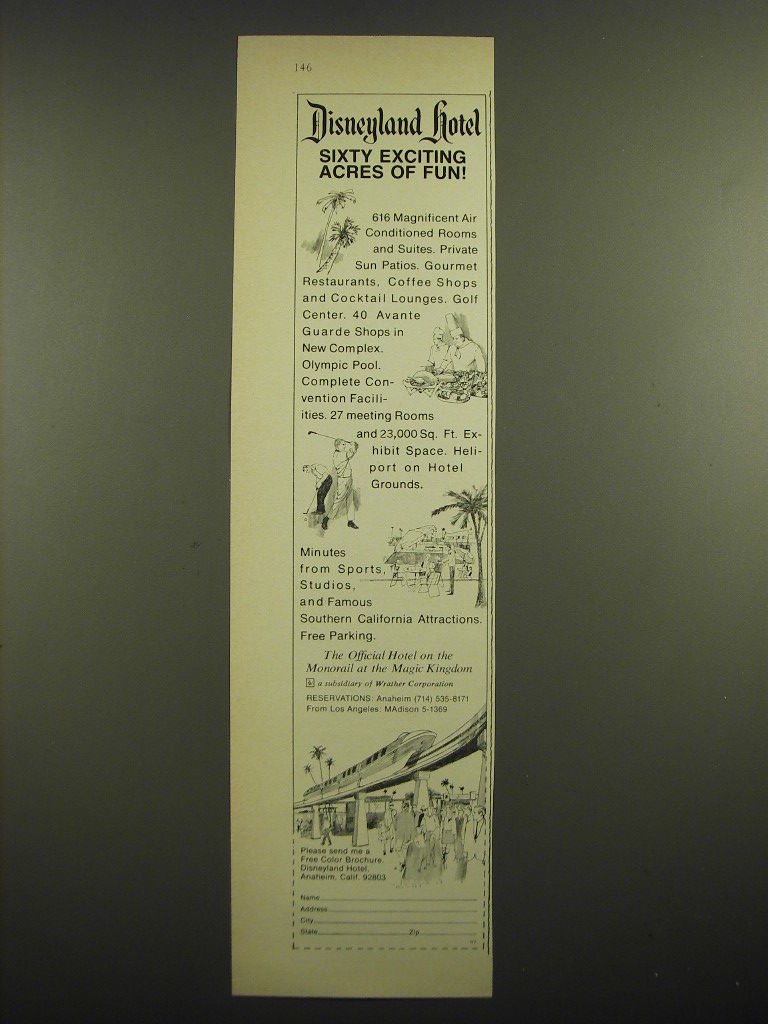 146
Disneyland Hotel
SIXTY EXCITING
ACRES OF FUN!
616 Magnificent Air
Conditioned Rooms
and Suites. Private
Sun Patios. Gourmet
Restaurants, Coffee Shops
and Cocktail Lounges. Golf
Center. 40 Avante
Guarde Shops in
New Complex.
Olympic Pool.
Complete Con-
vention Facili-
ities. 27 meeting Rooms
and 23,000 Sq. Ft. Ex-
hibit Space. Heli-
port on Hotel
Grounds.
Minutes
from Sports,
Studios,
and Famous
Southern California Attractions.
Free Parking.
The Official Hotel on the
Monorail at the Magic Kingdom
a subsidiary of Wrather Corporation
RESERVATIONS: Anaheim (714) 535-8171
From Los Angeles: MAdison 5-1369
Please send me a
Free Color Brochure.
Disneyland Hotel,
Anaheim, Calif. 92803
Name
Address
City
State Zip